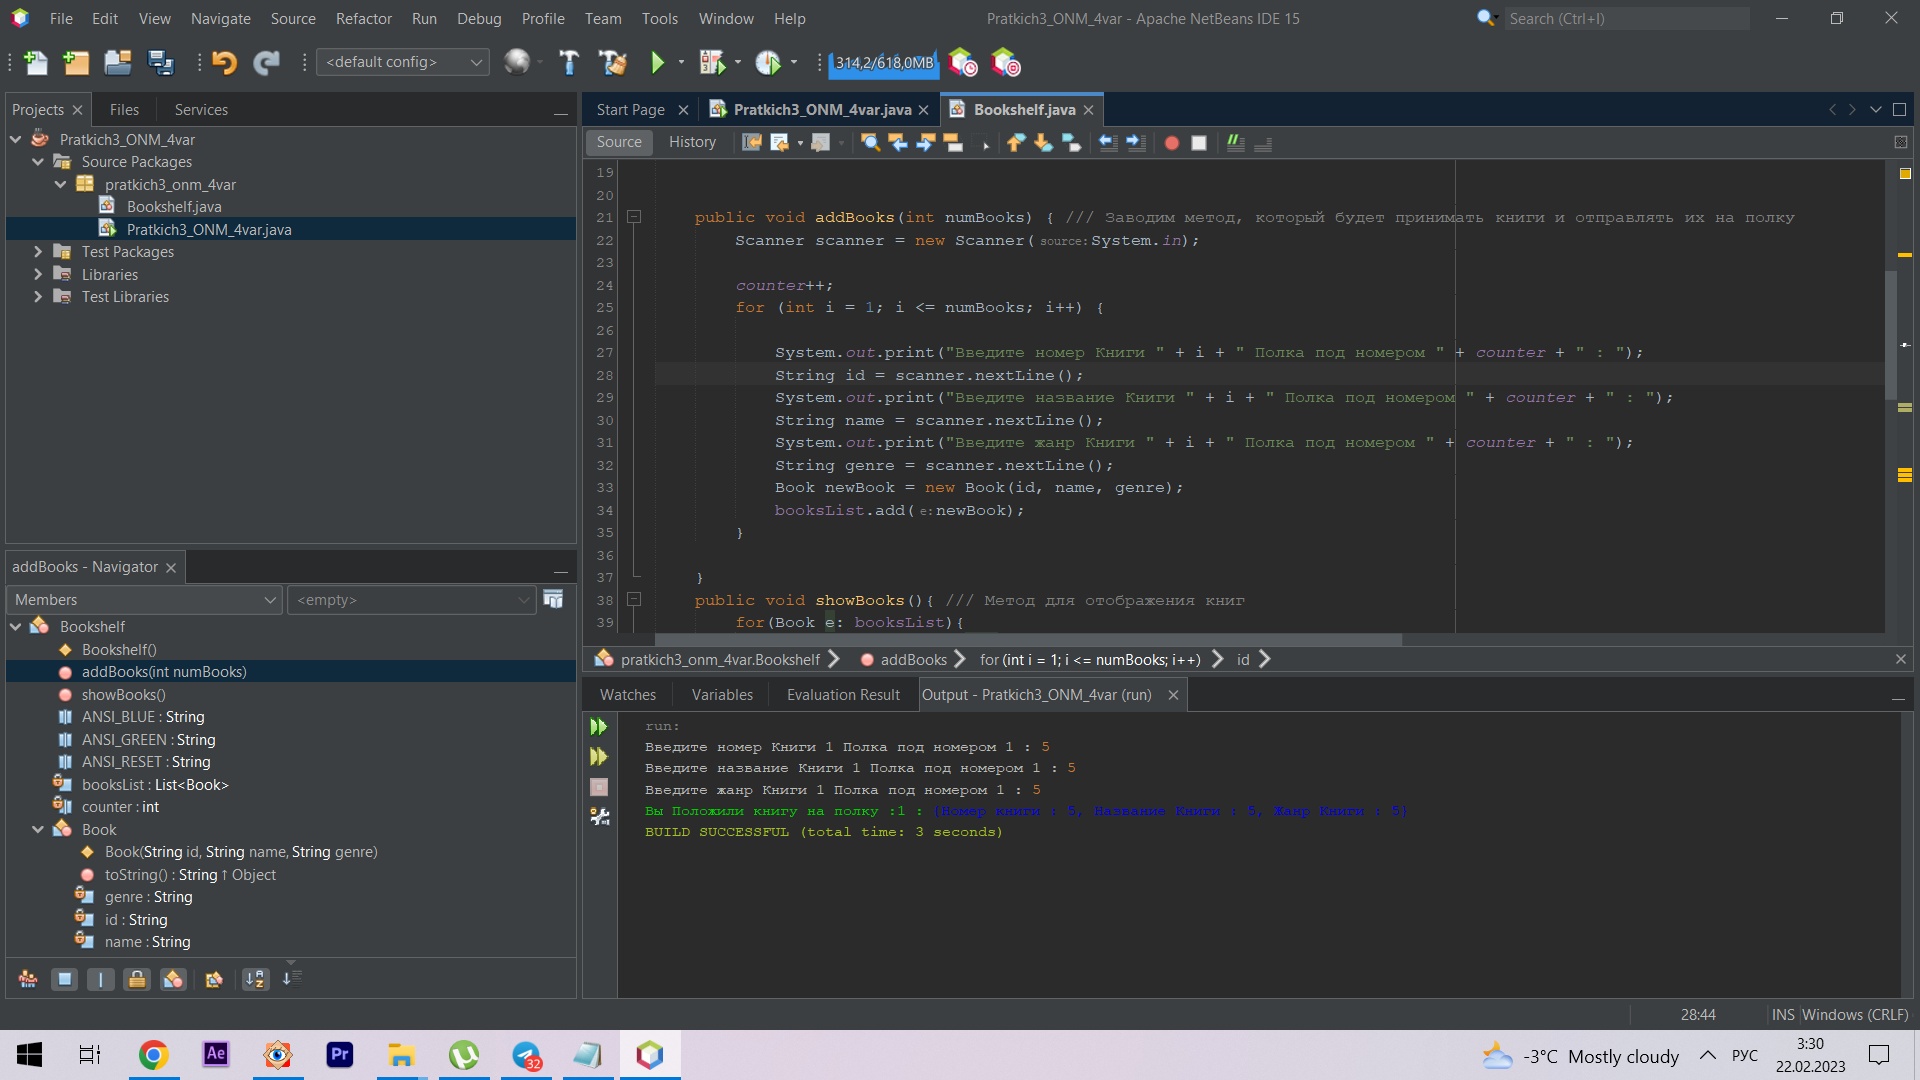 File Edit View Navigate Source Refactor Run Debug Profile Team Tools Window Help
Pratkich3_ONM_4var - Apache NetBeans IDE 15
Search (Ctrl+I)
<default config>
314,2/618,0MB
Projects Files Services
Pratkich3_ONM_4var
Source Packages
pratkich3_onm_4var
Bookshelf.java
Pratkich3_ONM_4var.java
Test Packages
Libraries
Test Libraries
addBooks - Navigator
Members <empty>
Bookshelf
Bookshelf()
addBooks(int numBooks)
showBooks()
ANSI_BLUE : String
ANSI_GREEN : String
ANSI_RESET : String
booksList : List<Book>
counter : int
Book
Book(String id, String name, String genre)
toString() : String ↑ Object
genre : String
id : String
name : String
Start Page Pratkich3_ONM_4var.java Bookshelf.java
Source History
19
20
21 public void addBooks(int numBooks) { /// Заводим метод, который будет принимать книги и отправлять их на полку
22 Scanner scanner = new Scanner( source: System.in);
23
24 counter++;
25 for (int i = 1; i <= numBooks; i++) {
26
27 System.out.print("Введите номер Книги " + i + " Полка под номером " + counter + " : ");
28 String id = scanner.nextLine();
29 System.out.print("Введите название Книги " + i + " Полка под номером " + counter + " : ");
30 String name = scanner.nextLine();
31 System.out.print("Введите жанр Книги " + i + " Полка под номером " + counter + " : ");
32 String genre = scanner.nextLine();
33 Book newBook = new Book(id, name, genre);
34 booksList.add( e: newBook);
35 }
36
37 }
38 public void showBooks(){ /// Метод для отображения книг
39 for(Book e: booksList){
pratkich3_onm_4var.Bookshelf addBooks for (int i = 1; i <= numBooks; i++) id
Watches Variables Evaluation Result Output - Pratkich3_ONM_4var (run)
run:
Введите номер Книги 1 Полка под номером 1 : 5
Введите название Книги 1 Полка под номером 1 : 5
Введите жанр Книги 1 Полка под номером 1 : 5
Вы Положили книгу на полку :1 : {Номер книги : 5, Название Книги : 5, Жанр Книги : 5}
BUILD SUCCESSFUL (total time: 3 seconds)
28:44 INS Windows (CRLF)
Ae Pr 32
-3°C Mostly cloudy РУС 3:30
22.02.2023